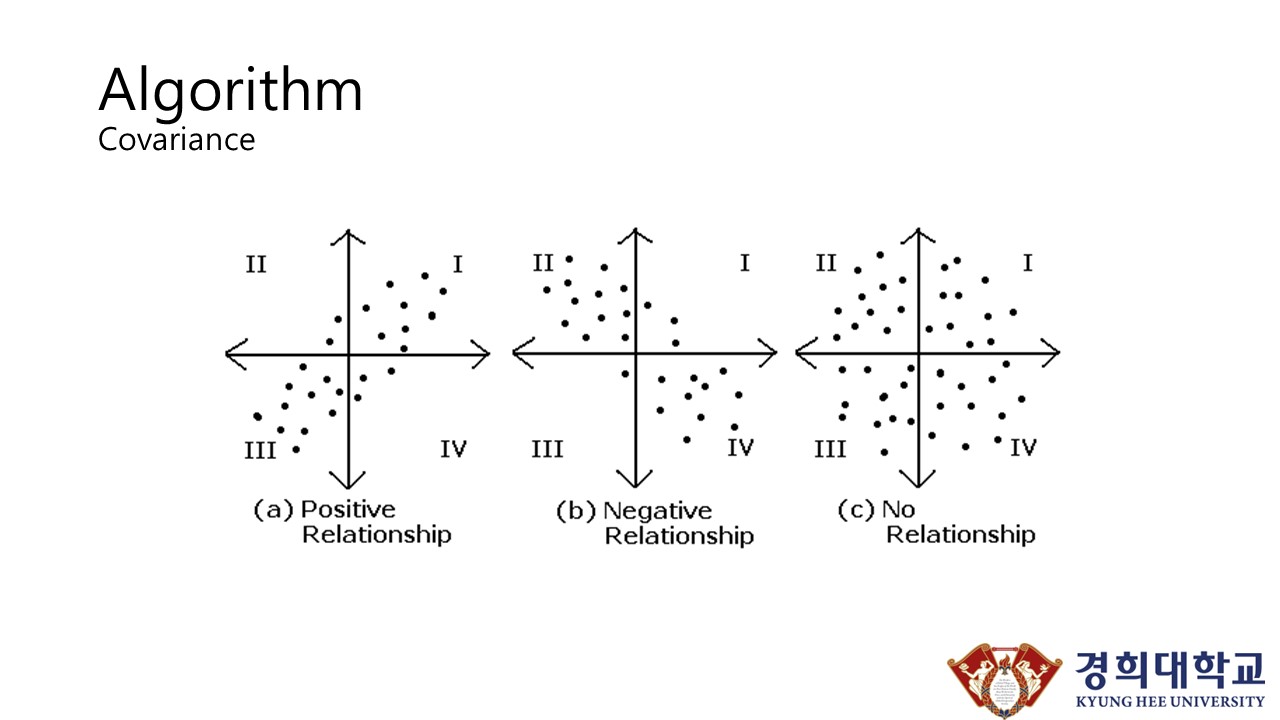 Algorithm
Covariance
II
I
III
IV
(a) Positive
Relationship
II
I
III
IV
(b) Negative
Relationship
II
I
III
IV
(c) No
Relationship
경희대학교
KYUNG HEE UNIVERSITY